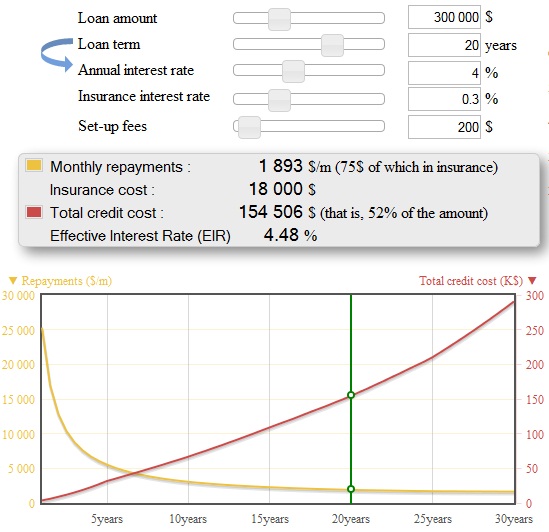 Loan amount 300 000 $
Loan term 20 years
Annual interest rate 4 %
Insurance interest rate 0.3 %
Set-up fees 200 $
Monthly repayments : 1 893 $/m (75$ of which in insurance)
Insurance cost : 18 000 $
Total credit cost : 154 506 $ (that is, 52% of the amount)
Effective Interest Rate (EIR) 4.48 %
▼ Repayments ($/m) Total credit cost (K$) ▼
30 000 300
25 000 250
20 000 200
15 000 150
10 000 100
5 000 50
0 0
5years 10years 15years 20years 25years 30years